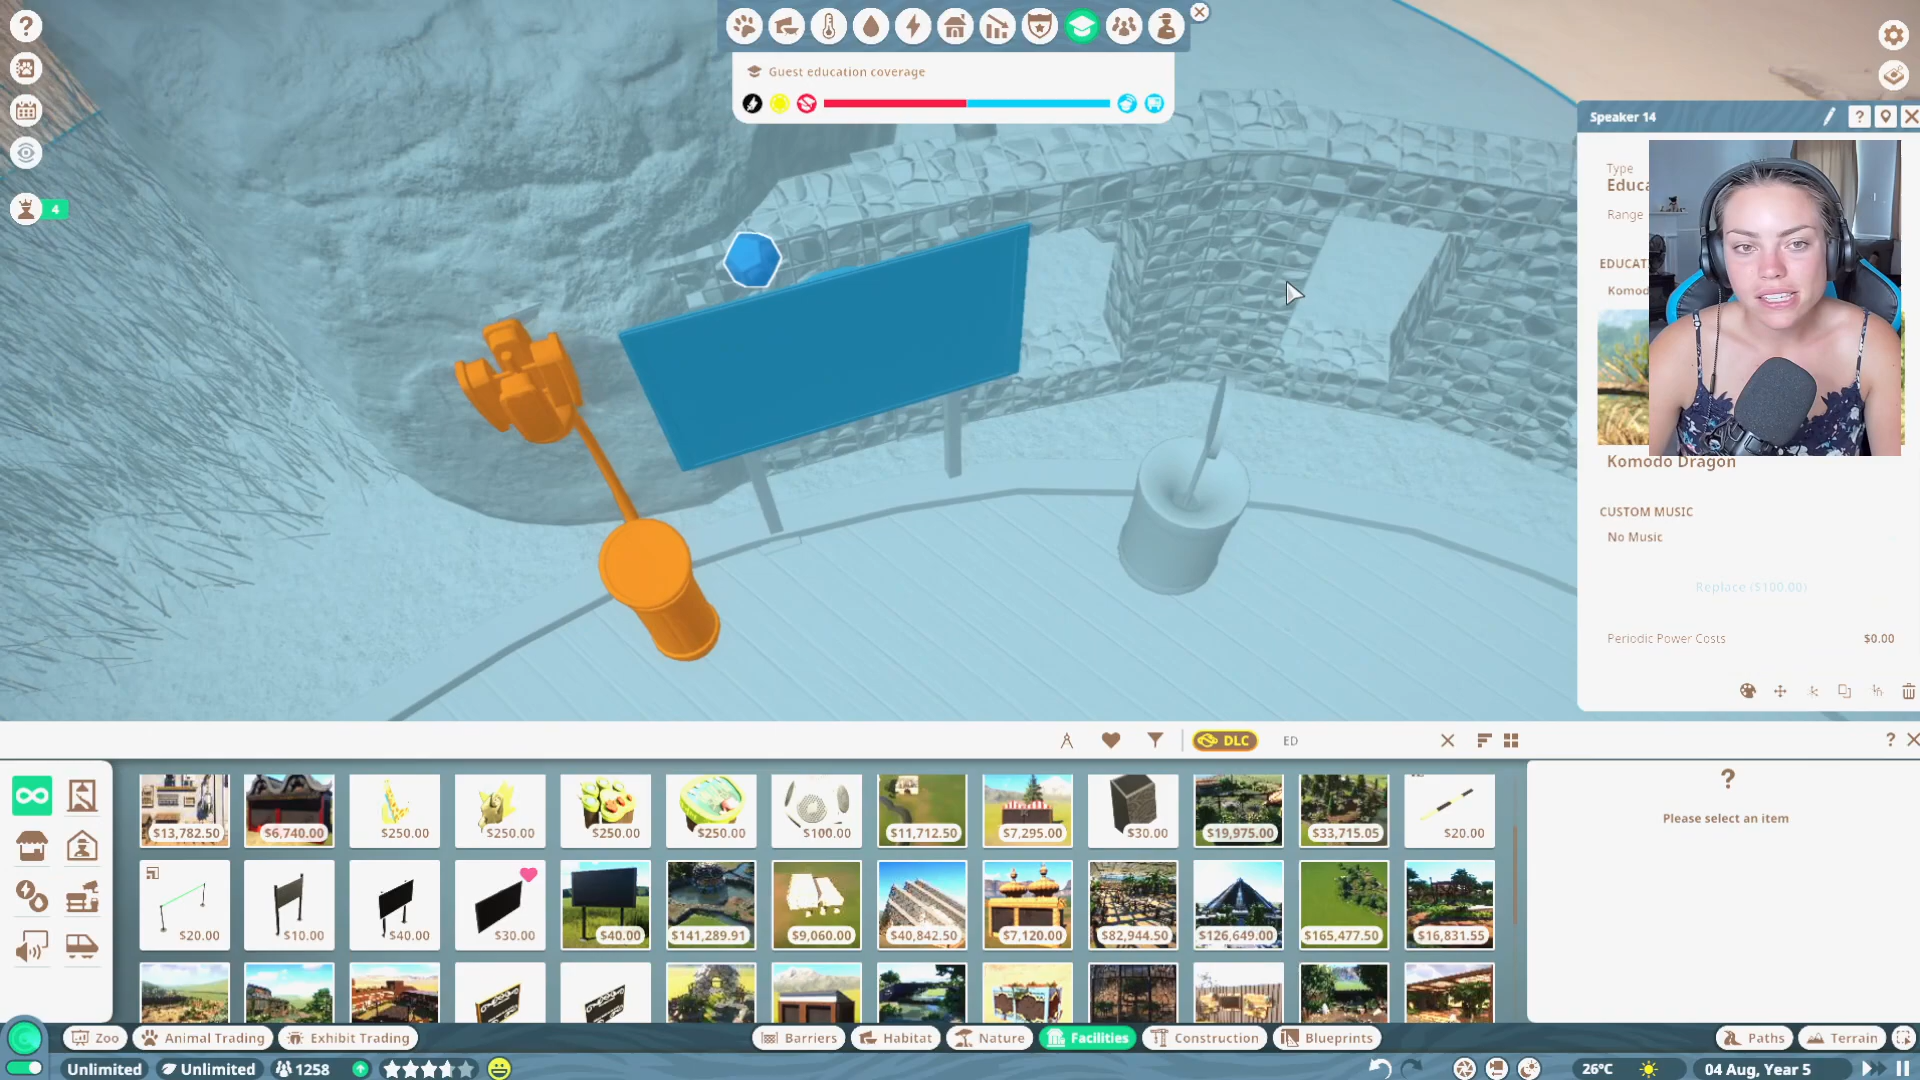 Guest education coverage
Speaker 14
Type
Educa
Range
EDUCAT
Komod
Komodo Dragon
CUSTOM MUSIC
No Music
Replace ($100.00)
Periodic Power Costs $0.00
4
DLC ED
$13,782.50 $6,740.00 $250.00 $250.00 $250.00 $250.00 $100.00 $11,712.50 $7,295.00 $30.00 $19,975.00 $33,715.05 $20.00
$20.00 $10.00 $40.00 $30.00 $40.00 $141,289.91 $9,060.00 $40,842.50 $7,120.00 $82,944.50 $126,649.00 $165,477.50 $16,831.55
Please select an item
Zoo Animal Trading Exhibit Trading Barriers Habitat Nature Facilities Construction Blueprints Paths Terrain
Unlimited Unlimited 1258 26°C 04 Aug, Year 5